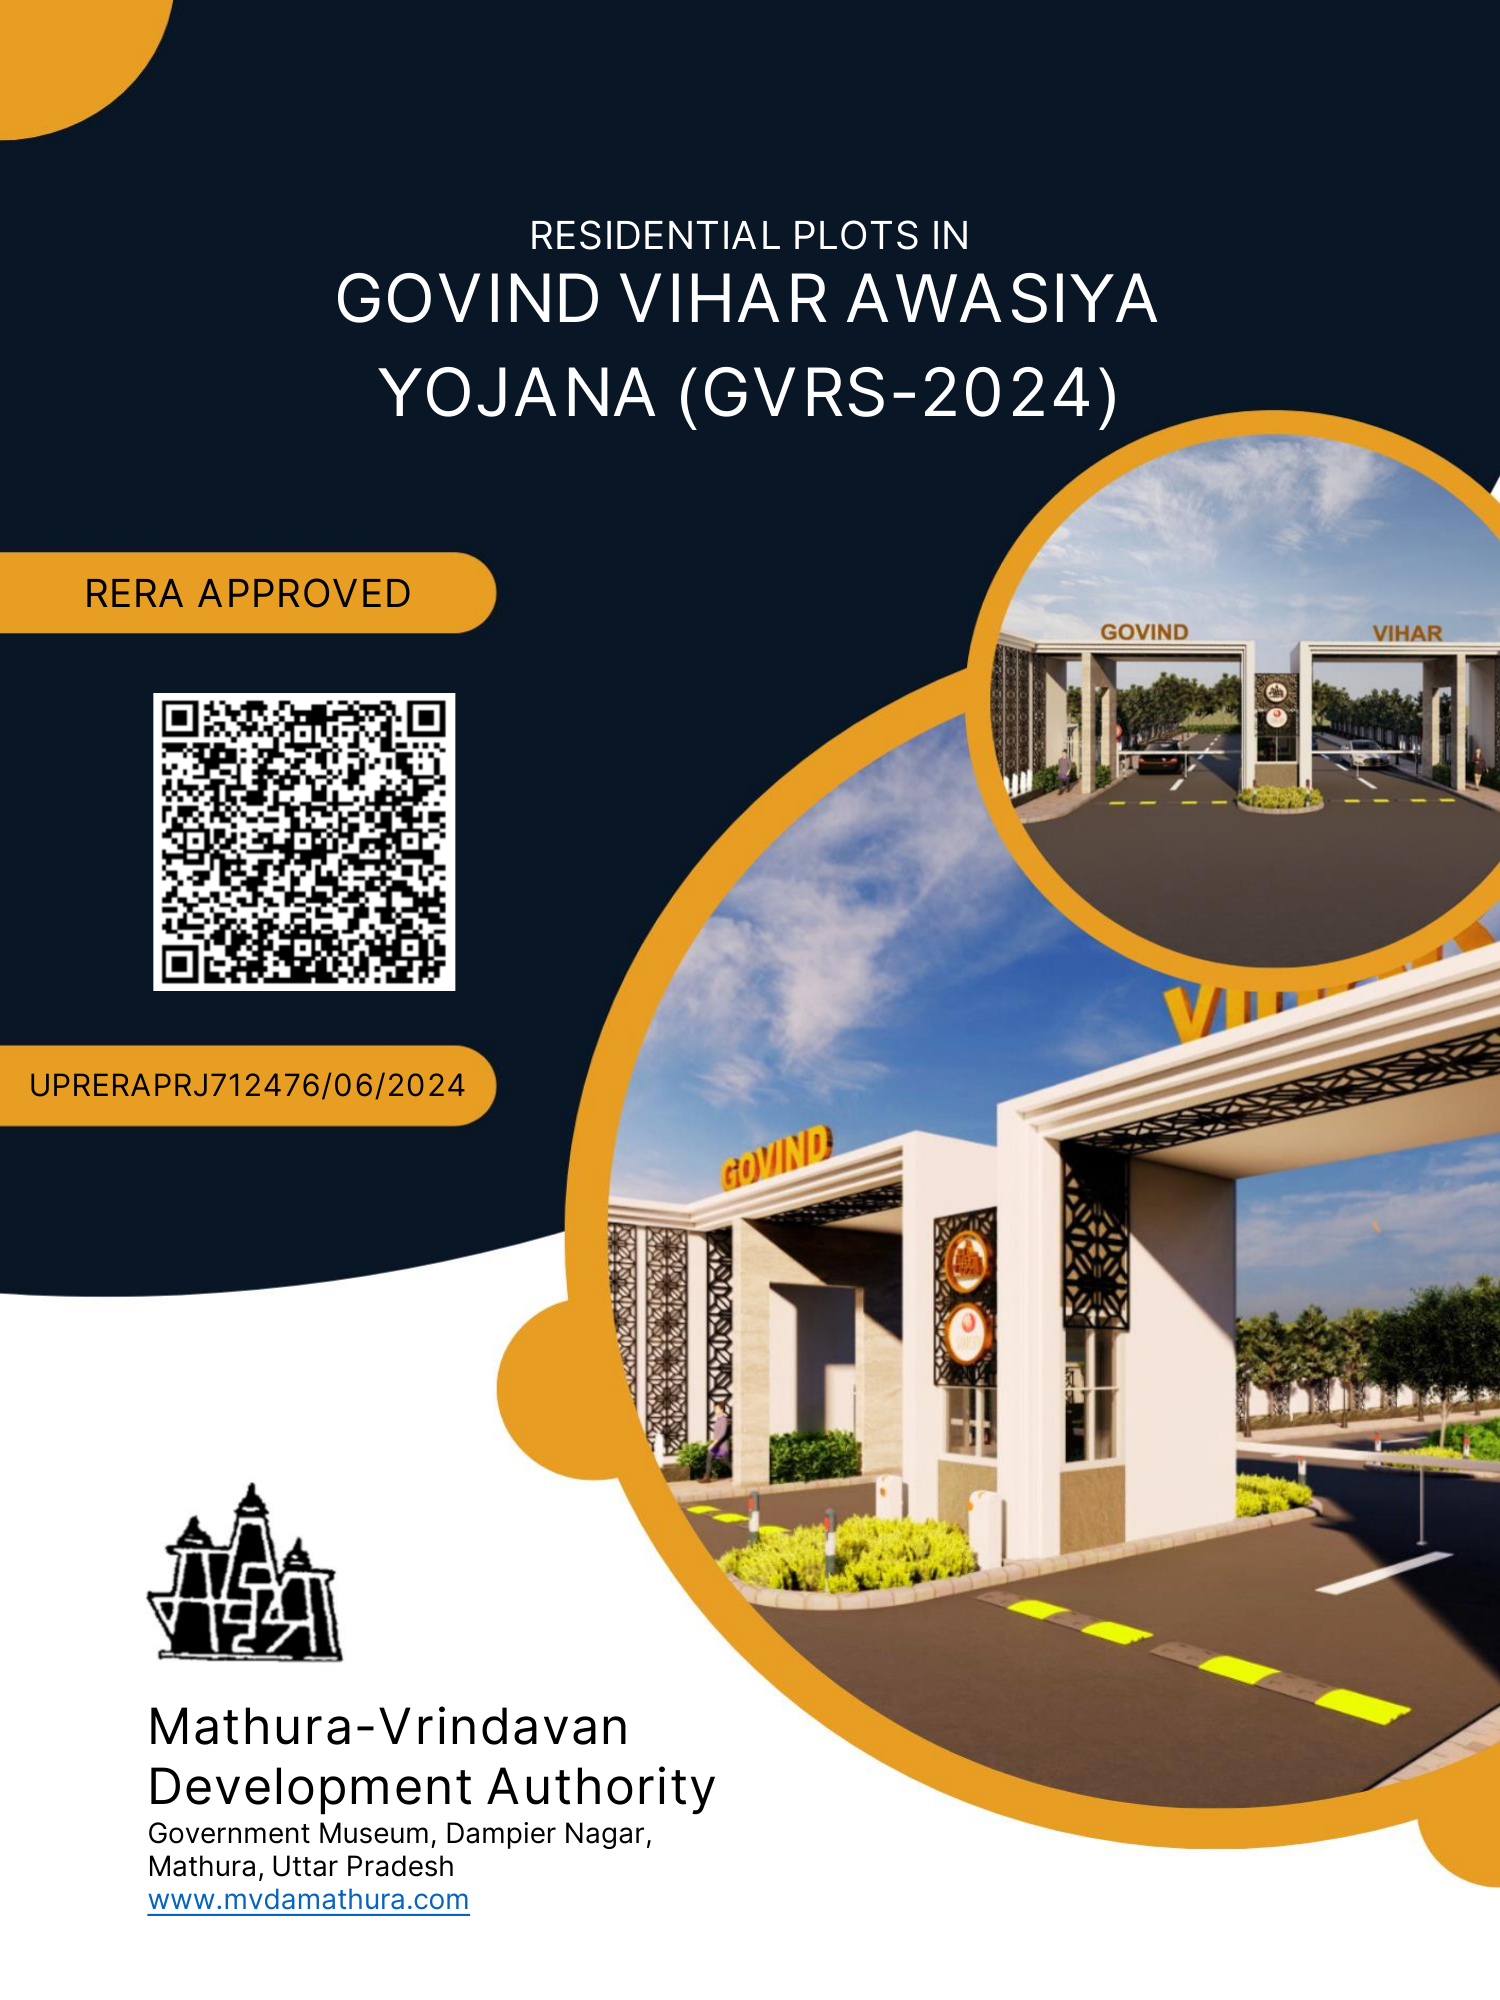 RESIDENTIAL PLOTS IN
GOVIND VIHAR AWASIYA
YOJANA (GVRS-2024)
RERA APPROVED
UPRERAPRJ712476/06/2024
GOVIND VIHAR
GOVIND
Mathura-Vrindavan
Development Authority
Government Museum, Dampier Nagar,
Mathura, Uttar Pradesh
www.mvdamathura.com